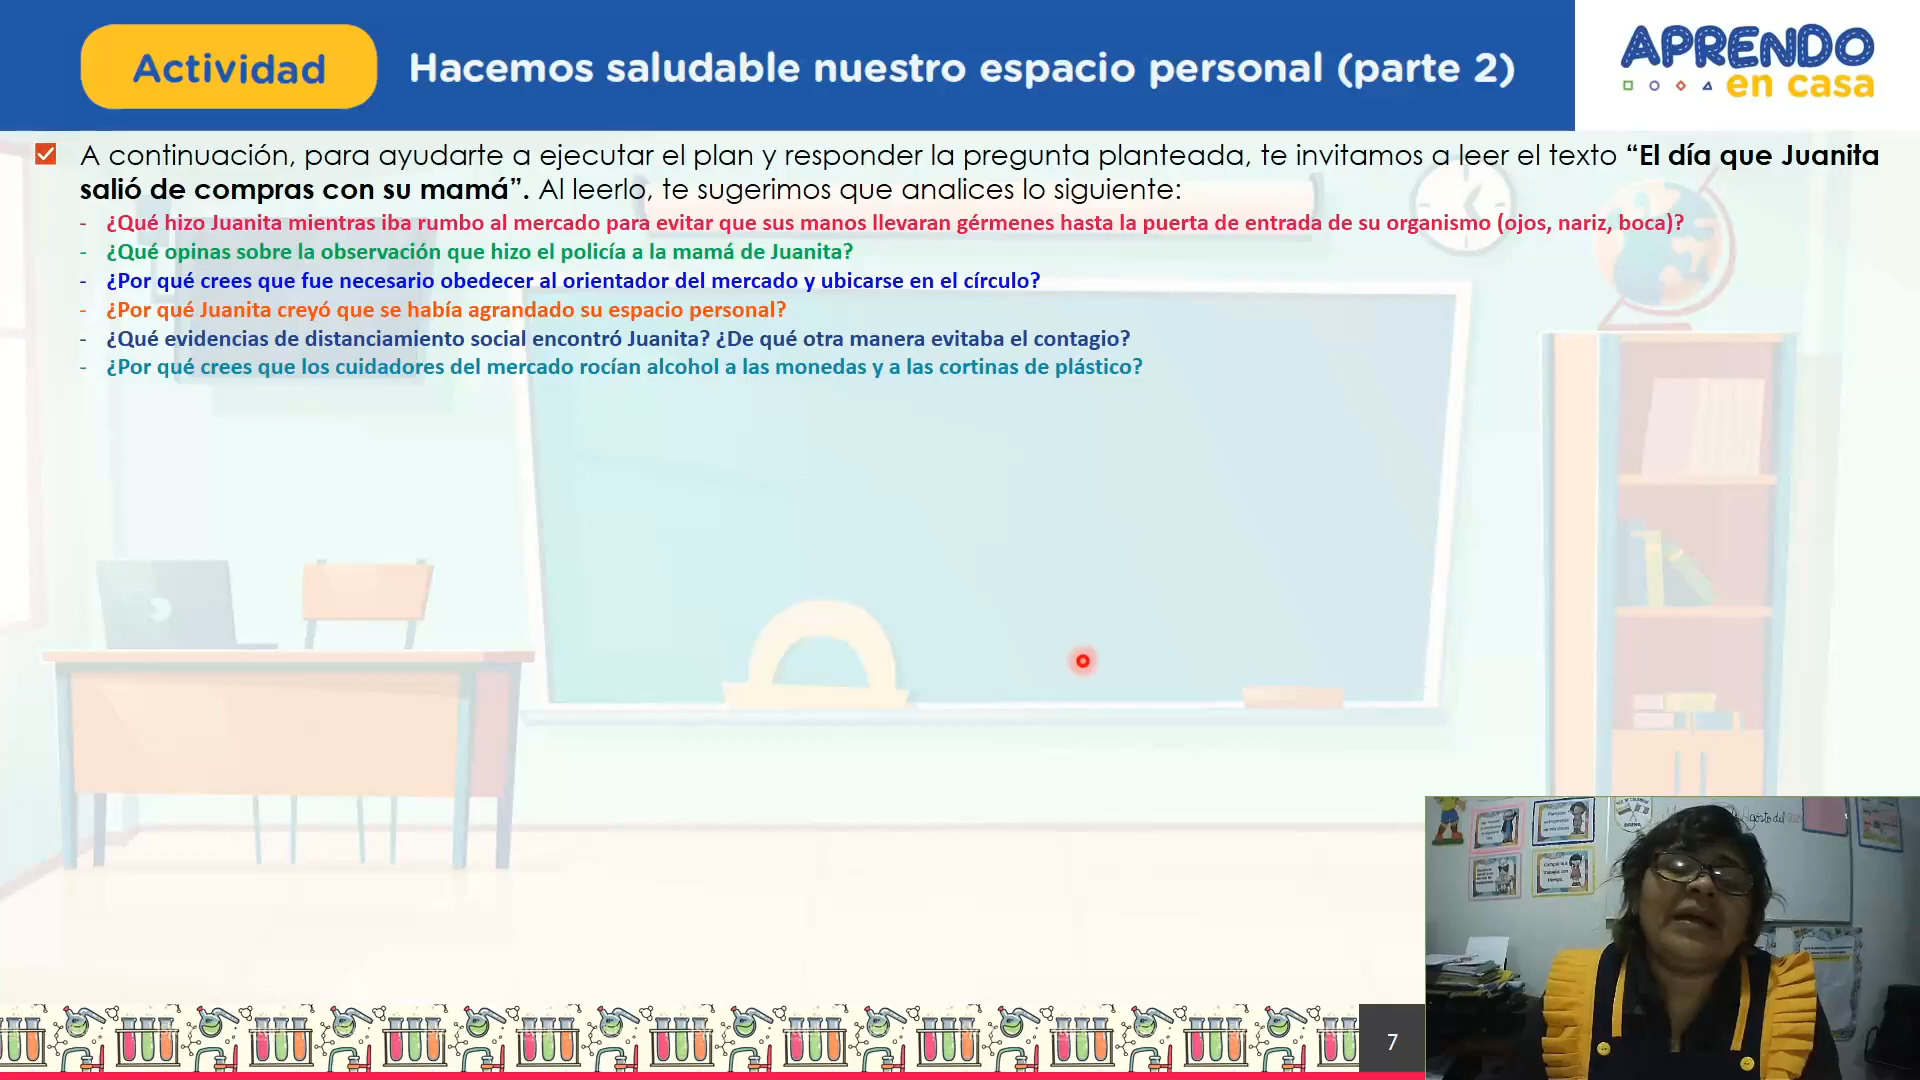 Actividad
Hacemos saludable nuestro espacio personal (parte 2)
APRENDO
en casa
A continuación, para ayudarte a ejecutar el plan y responder la pregunta planteada, te invitamos a leer el texto “El día que Juanita
salió de compras con su mamá”. Al leerlo, te sugerimos que analices lo siguiente:
- ¿Qué hizo Juanita mientras iba rumbo al mercado para evitar que sus manos llevaran gérmenes hasta la puerta de entrada de su organismo (ojos, nariz, boca)?
- ¿Qué opinas sobre la observación que hizo el policía a la mamá de Juanita?
- ¿Por qué crees que fue necesario obedecer al orientador del mercado y ubicarse en el círculo?
- ¿Por qué Juanita creyó que se había agrandado su espacio personal?
- ¿Qué evidencias de distanciamiento social encontró Juanita? ¿De qué otra manera evitaba el contagio?
- ¿Por qué crees que los cuidadores del mercado rocían alcohol a las monedas y a las cortinas de plástico?
gosto del
7